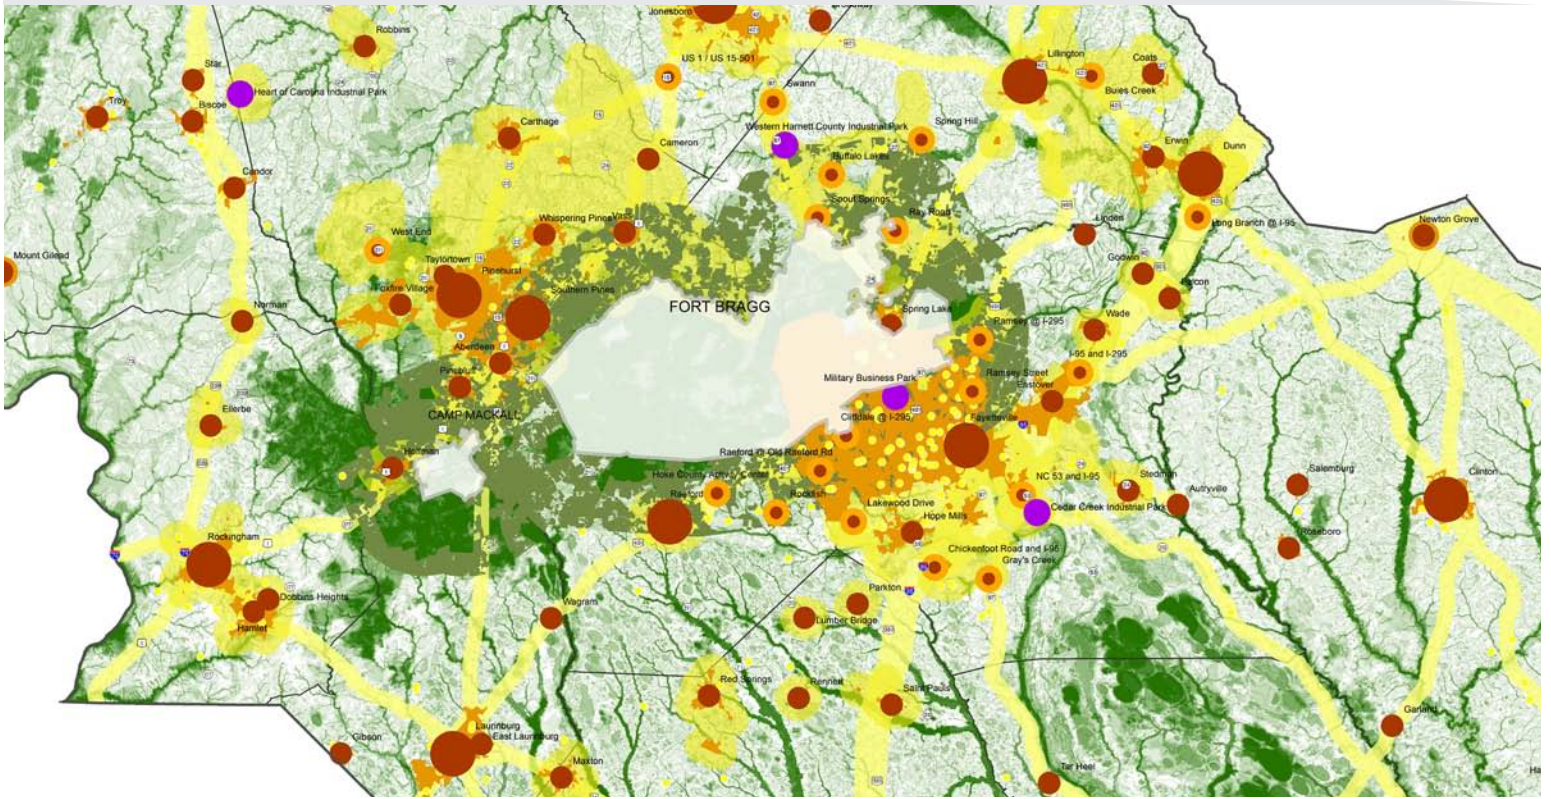 Jonesboro
Robbins
US 1 / US 15-501
Lillington
Coats
Star
Heart of Carolina Industrial Park
Swann
Buies Creek
Troy
Biscoe
Carthage
Western Harnett County Industrial Park
Spring Hill
Cameron
Buffalo Lakes
Erwin
Dunn
Candor
Spout Springs
Ray Road
Whispering Pines
Vass
Linden
Long Branch @ I-95
Newton Grove
West End
Mount Gilead
Taylortown
Pinehurst
Godwin
Foxfire Village
Southern Pines
Falcon
FORT BRAGG
Norman
Spring Lake
Wade
Ramsey @ I-295
Aberdeen
I-95 and I-295
Pinebluff
Military Business Park
Ramsey Street
Eastover
CAMP MACKALL
Ellerbe
Cliffdale @ I-295
Fayetteville
Raeford @ Old Raeford Rd
Hoffman
Hoke County
Center
NC 53 and I-95
Stedman
Salemburg
Clinton
Raeford
Rockfish
Lakewood Drive
Autryville
Cedar Creek Industrial Park
Hope Mills
Roseboro
Rockingham
Chickenfoot Road and I-95
Gray's Creek
Dobbins Heights
Parkton
Wagram
Lumber Bridge
Hamlet
Red Springs
Rennert
Saint Pauls
Garland
Laurinburg
East Laurinburg
Gibson
Maxton
Tar Heel
Ha